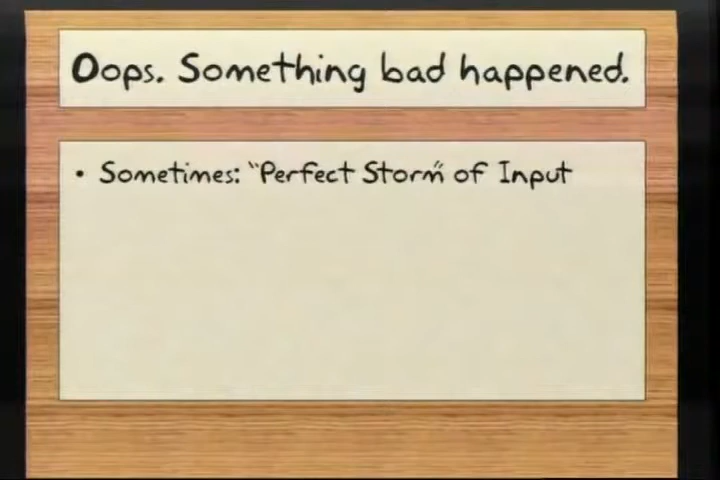 Oops. Something bad happened.
• Sometimes: "Perfect Storm" of Input